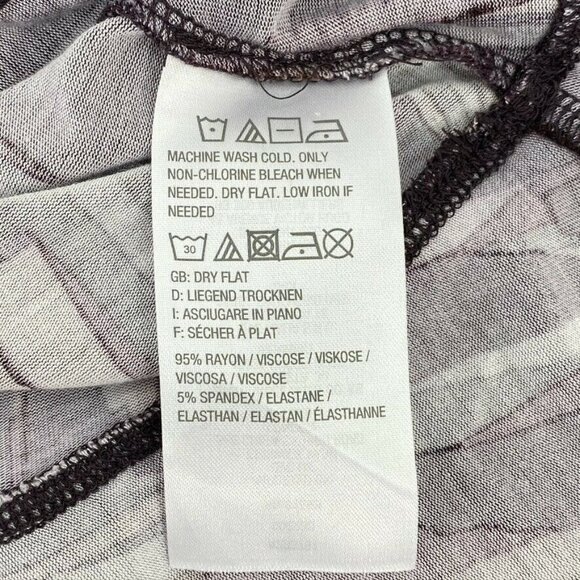 MACHINE WASH COLD. ONLY
NON-CHLORINE BLEACH WHEN
NEEDED. DRY FLAT. LOW IRON IF
NEEDED
30
GB: DRY FLAT
D: LIEGEND TROCKNEN
I: ASCIUGARE IN PIANO
F: SÉCHER À PLAT
95% RAYON / VISCOSE / VISKOSE /
VISCOSA / VISCOSE
5% SPANDEX / ELASTANE /
ELASTHAN / ELASTAN / ÉLASTHANNE